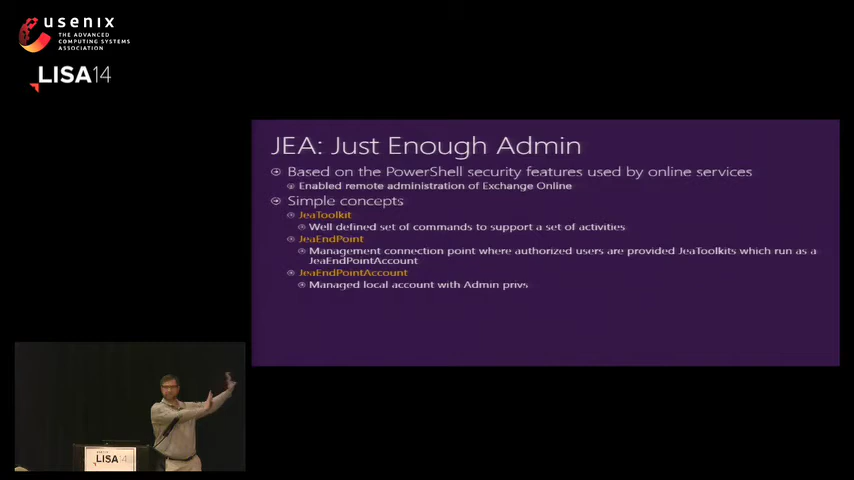 usenix
THE ADVANCED
COMPUTING SYSTEMS
ASSOCIATION
LISA14
JEA: Just Enough Admin
Based on the PowerShell security features used by online services
Enabled remote administration of Exchange Online
Simple concepts
JeaToolkit
Well defined set of commands to support a set of activities
JeaEndPoint
Management connection point where authorized users are provided JeaToolkits which run as a
JeaEndPointAccount
JeaEndPointAccount
Managed local account with Admin privs
LISA14